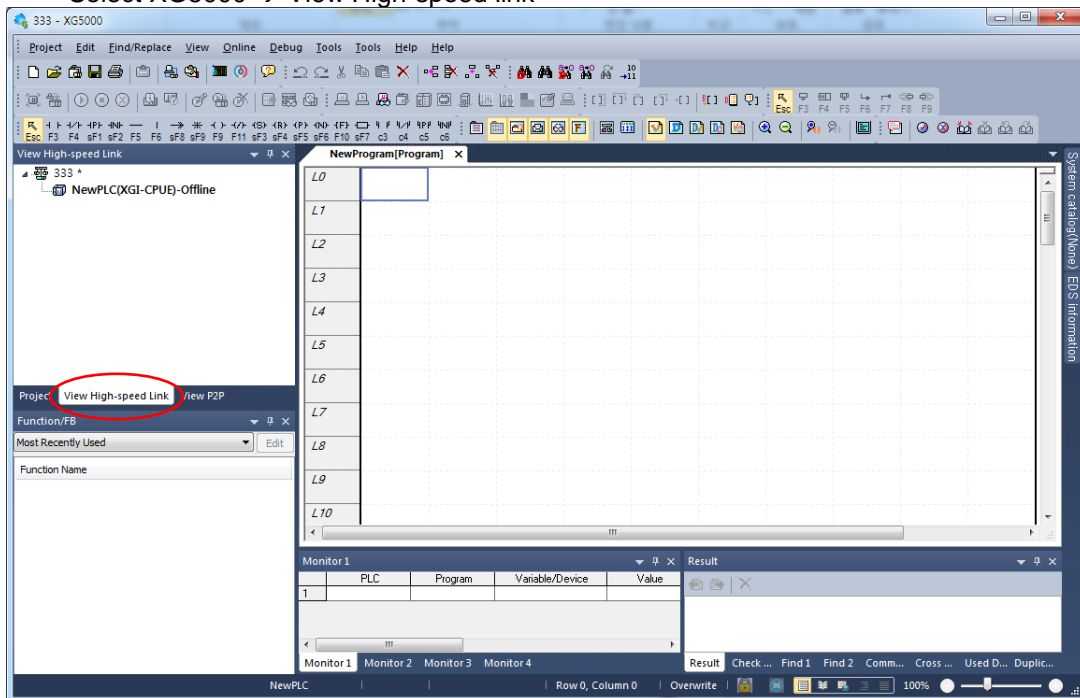 Select XG5000 → View High-speed link
333 - XG5000
Project Edit Find/Replace View Online Debug Tools Tools Help Help
Esc F3 F4 F5 F6 F7 F8 F9
Esc F3 F4 sF1 sF2 F5 F6 sF8 sF9 F9 F11 sF3 sF4 sF5 sF6 F10 sF7 c3 c4 c5 c6
View High-speed Link
NewProgram[Program]
333 *
NewPLC(XGI-CPUE)-Offline
L0
L1
L2
L3
L4
L5
L6
L7
L8
L9
L10
System catalog(None)
EDS information
Project View High-speed Link View P2P
Function/FB
Most Recently Used Edit
Function Name
Monitor 1
PLC Program Variable/Device Value
1
Monitor 1 Monitor 2 Monitor 3 Monitor 4
Result
Result Check ... Find 1 Find 2 Comm... Cross ... Used D... Duplic...
NewPLC Row 0, Column 0 Overwrite 100%